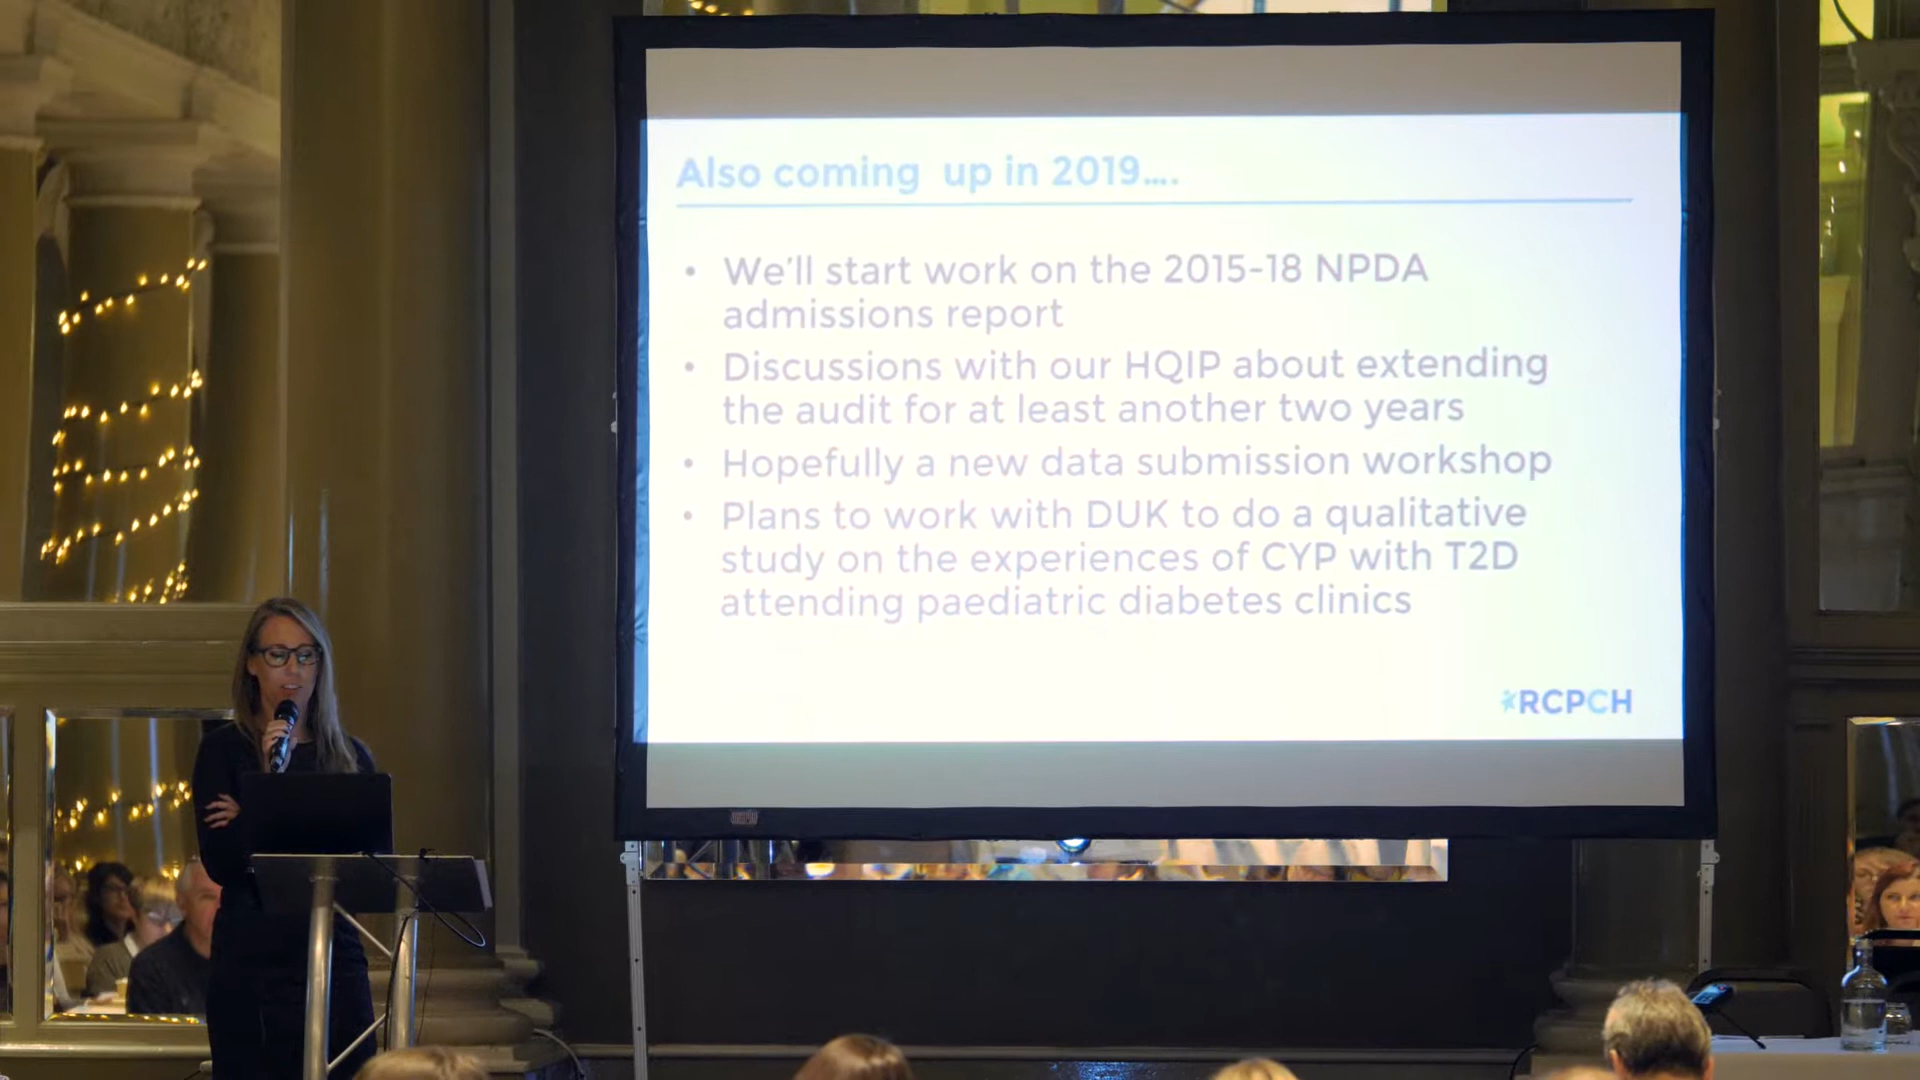 Also coming up in 2019....
• We'll start work on the 2015-18 NPDA
admissions report
• Discussions with our HQIP about extending
the audit for at least another two years
• Hopefully a new data submission workshop
• Plans to work with DUK to do a qualitative
study on the experiences of CYP with T2D
attending paediatric diabetes clinics
RCPCH